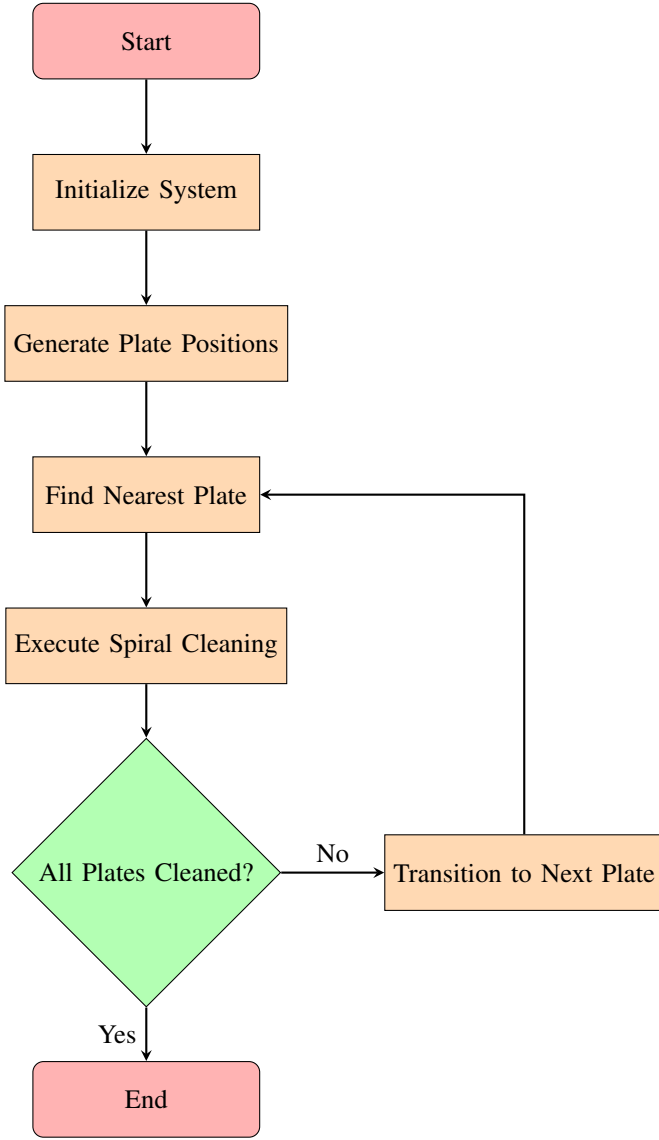 Start
Initialize System
Generate Plate Positions
Find Nearest Plate
Execute Spiral Cleaning
All Plates Cleaned?
No
Transition to Next Plate
Yes
End